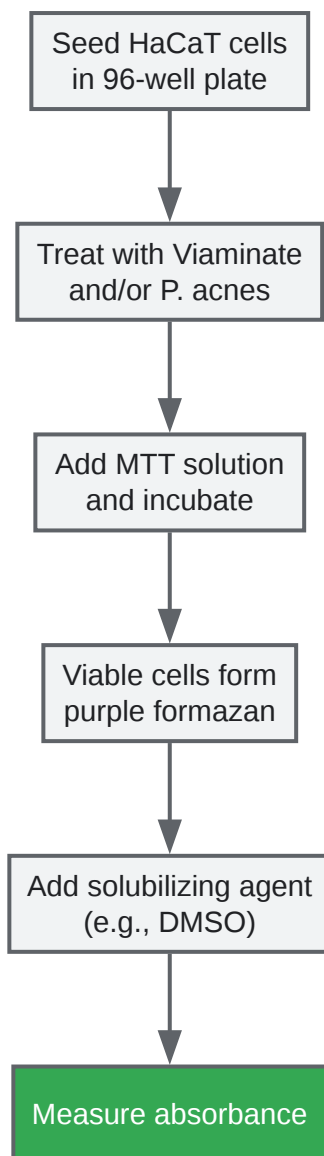 Seed HaCaT cells
in 96-well plate
Treat with Viaminate
and/or P. acnes
Add MTT solution
and incubate
Viable cells form
purple formazan
Add solubilizing agent
(e.g., DMSO)
Measure absorbance